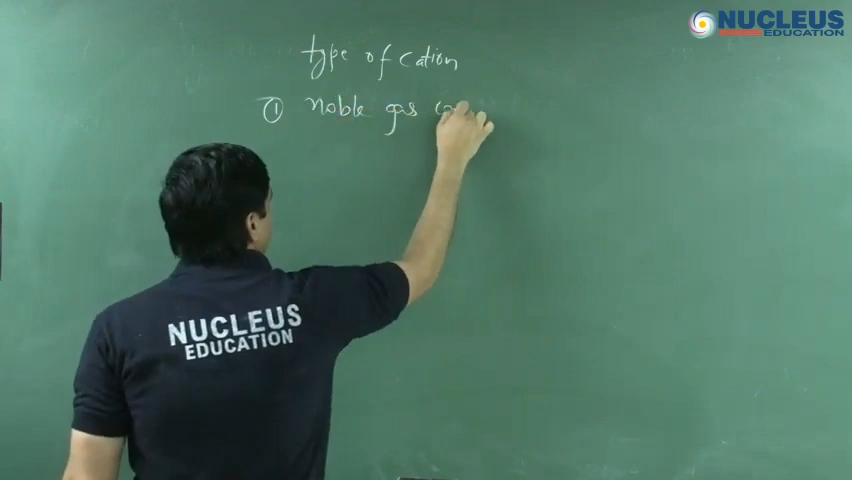 NUCLEUS
EDUCATION
type of cation
① noble gas
NUCLEUS
EDUCATION